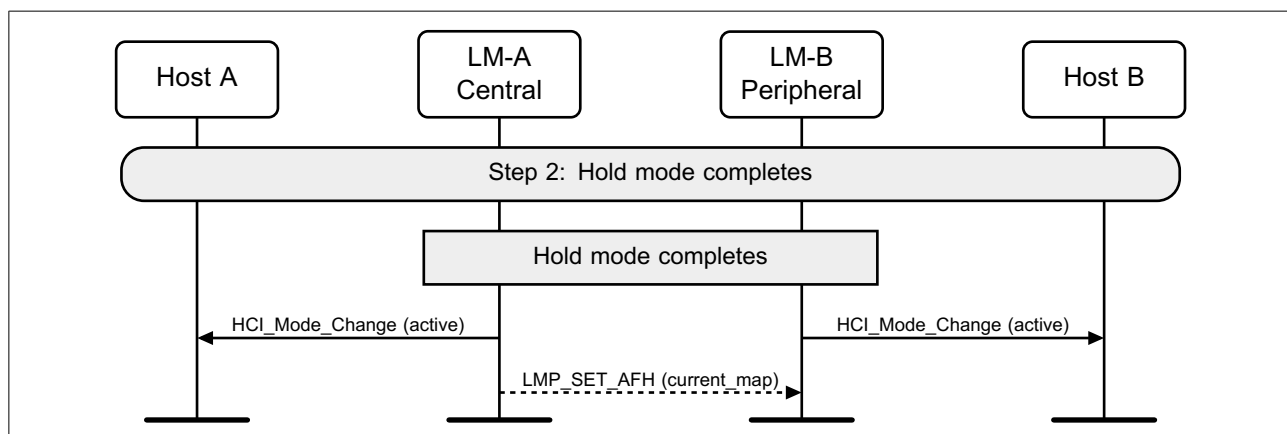 Host A
LM-A
Central
LM-B
Peripheral
Host B
Step 2: Hold mode completes
Hold mode completes
HCI_Mode_Change (active)
HCI_Mode_Change (active)
LMP_SET_AFH (current_map)